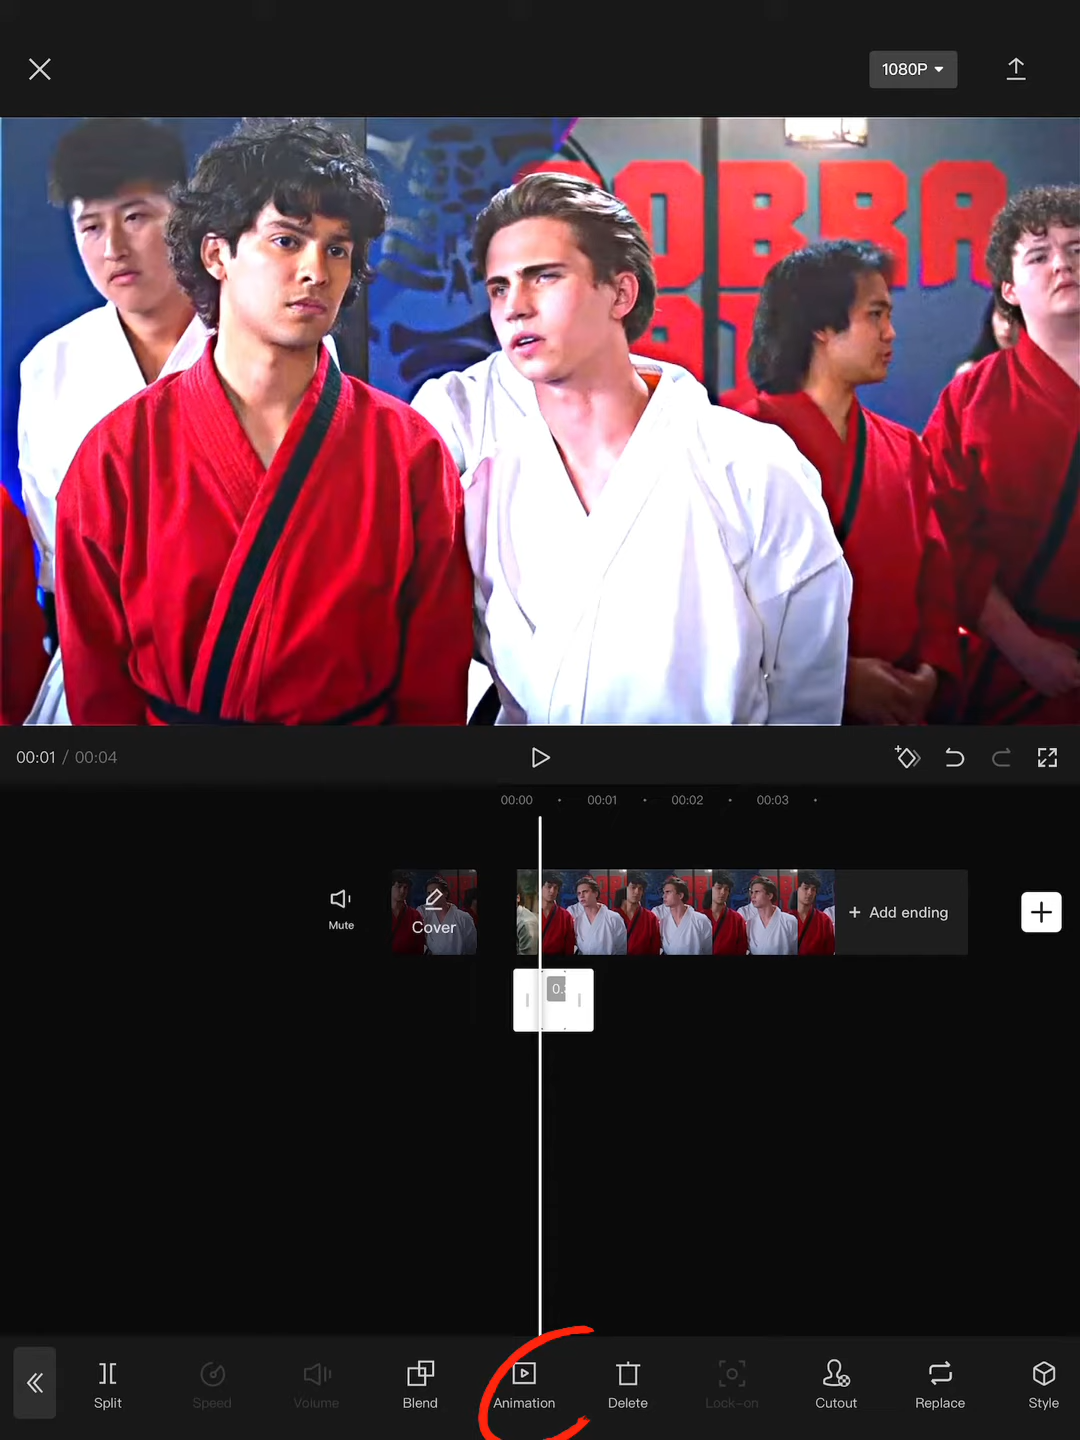 1080P
OBRA
00:01 / 00:04
00:00
00:01
00:02
00:03
Mute
Cover
+ Add ending
Split
Speed
Volume
Blend
Animation
Delete
Lock-on
Cutout
Replace
Style